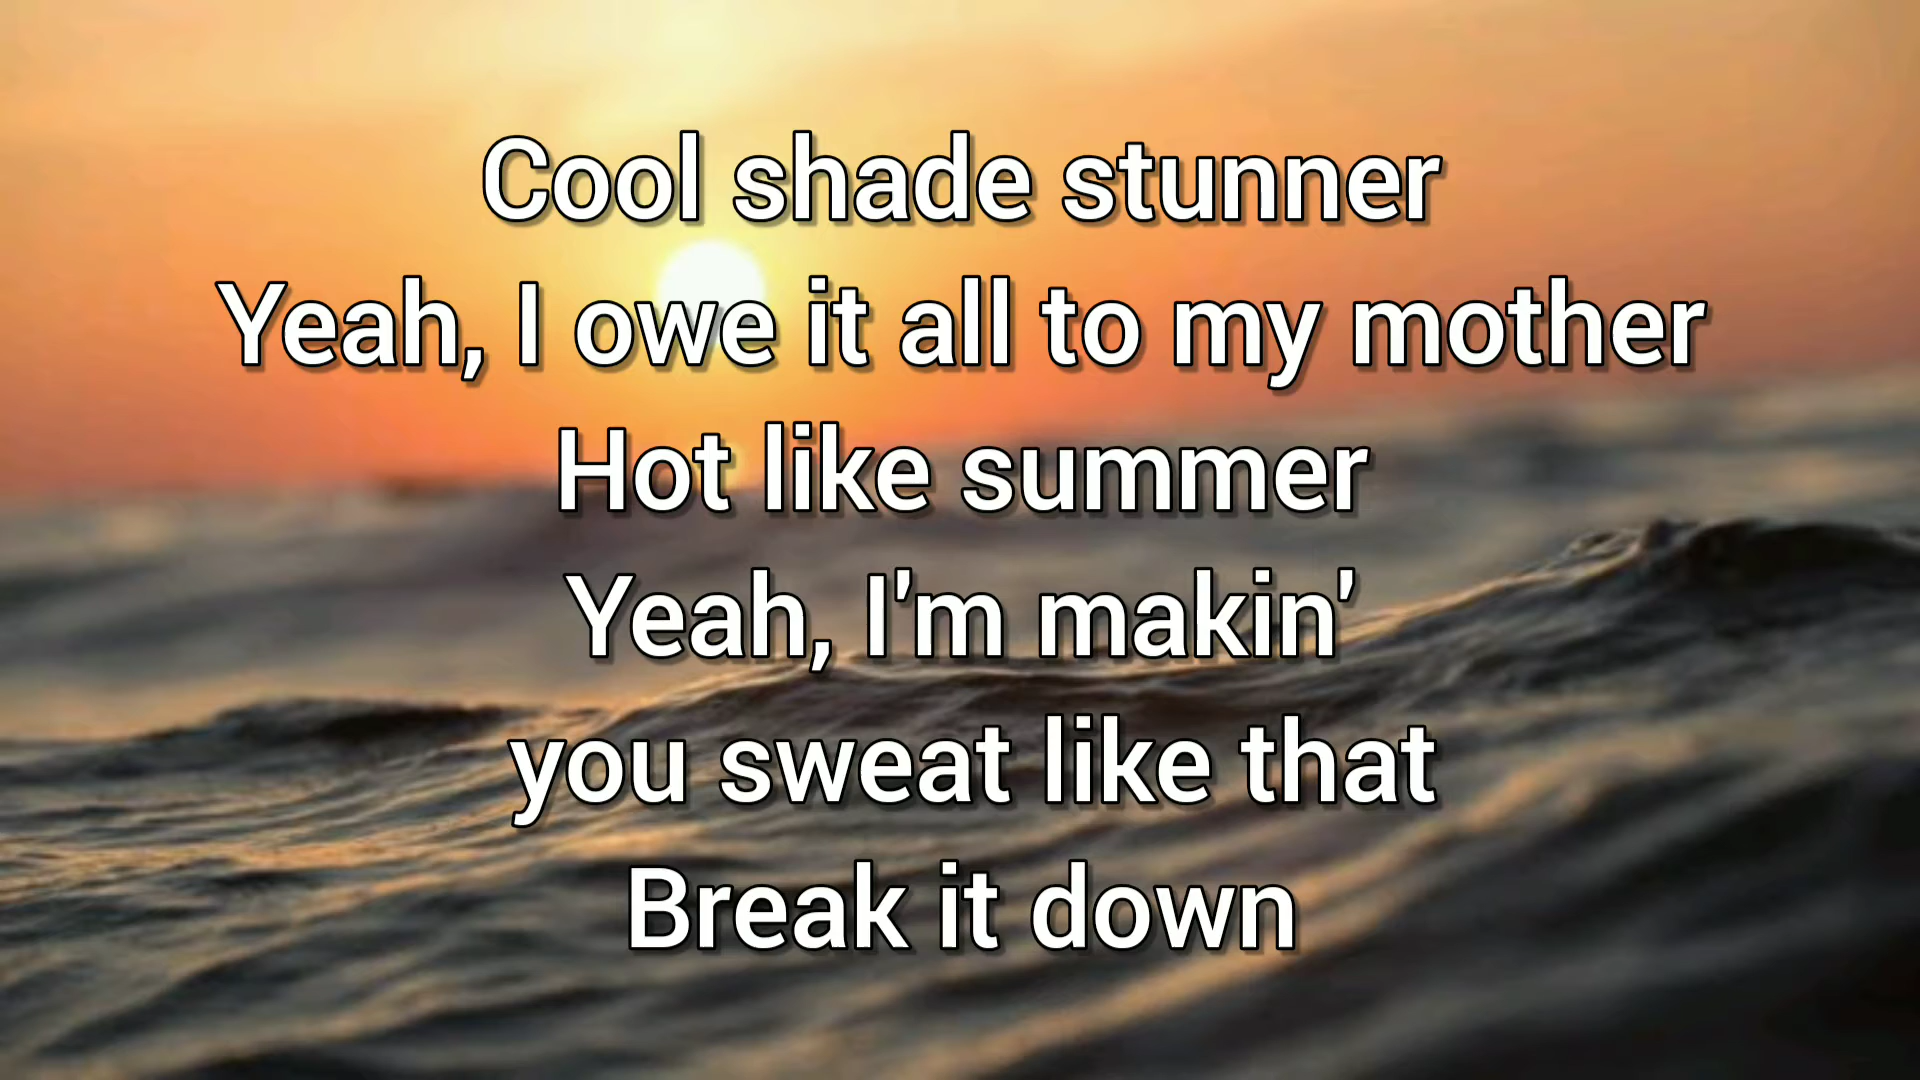 Cool shade stunner
Yeah, I owe it all to my mother
Hot like summer
Yeah, I'm makin'
you sweat like that
Break it down